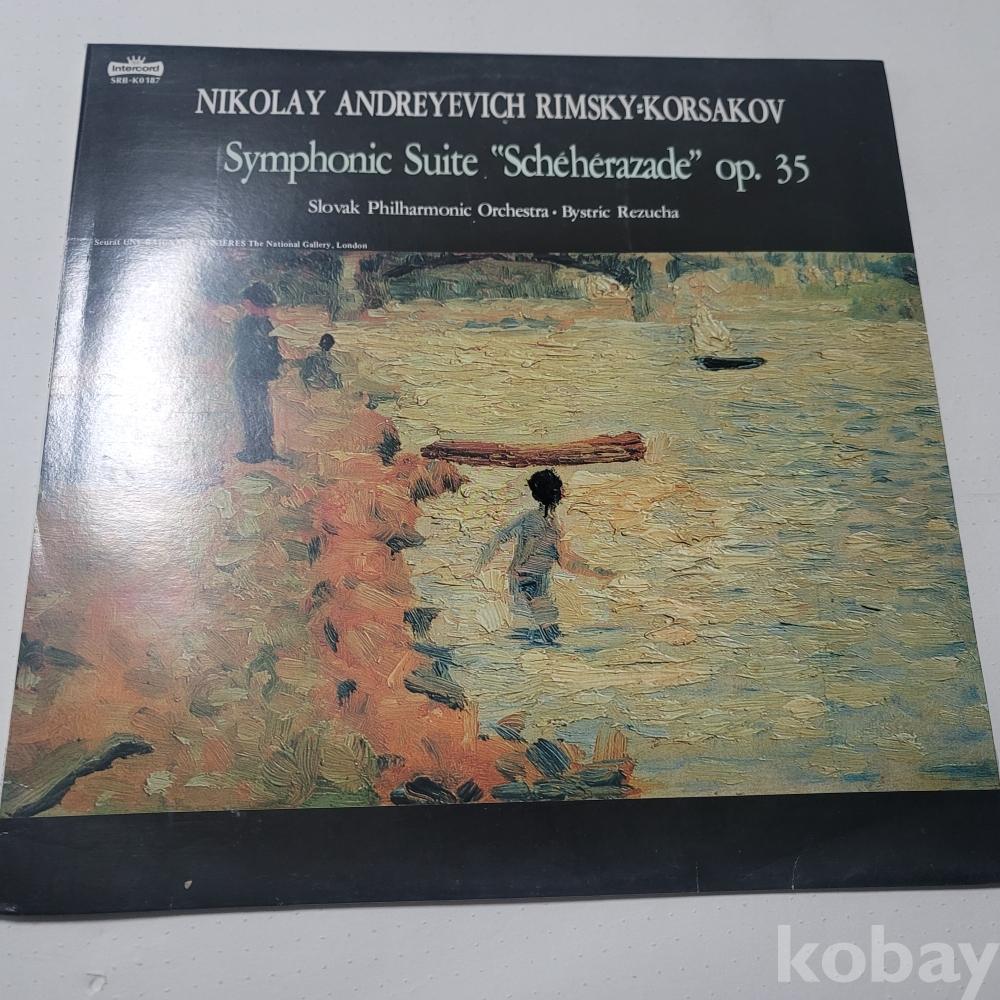 Intercord
SRB-K0187
NIKOLAY ANDREYEVICH RIMSKY-KORSAKOV
Symphonic Suite “Schéhérazade” op. 35
Slovak Philharmonic Orchestra · Bystric Rezucha
Seurat The National Gallery, London
kobay